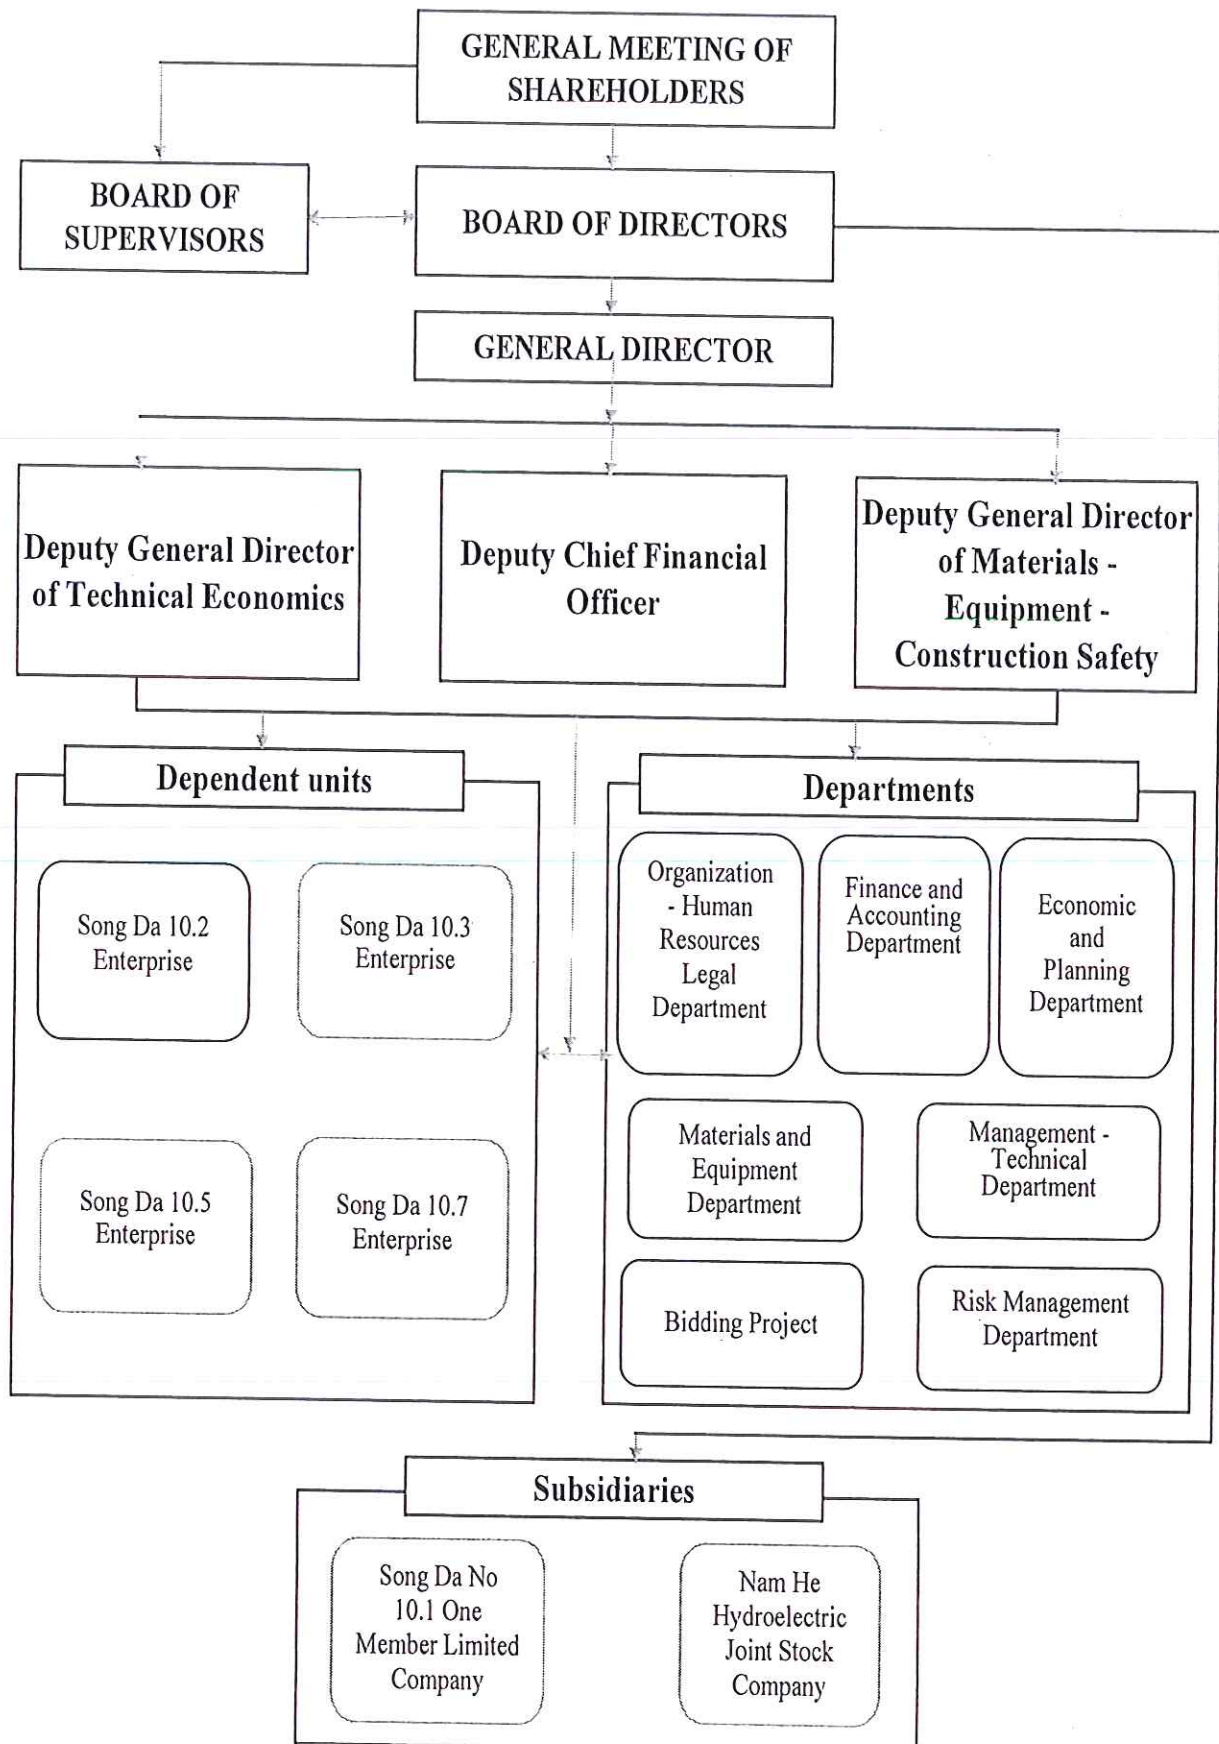 GENERAL MEETING OF
SHAREHOLDERS
BOARD OF
SUPERVISORS
BOARD OF DIRECTORS
GENERAL DIRECTOR
Deputy General Director
of Technical Economics
Deputy Chief Financial
Officer
Deputy General Director
of Materials -
Equipment -
Construction Safety
Dependent units
Song Da 10.2
Enterprise
Song Da 10.3
Enterprise
Song Da 10.5
Enterprise
Song Da 10.7
Enterprise
Departments
Organization
- Human
Resources
Legal
Department
Finance and
Accounting
Department
Economic
and
Planning
Department
Materials and
Equipment
Department
Management -
Technical
Department
Bidding Project
Risk Management
Department
Subsidiaries
Song Da No
10.1 One
Member Limited
Company
Nam He
Hydroelectric
Joint Stock
Company